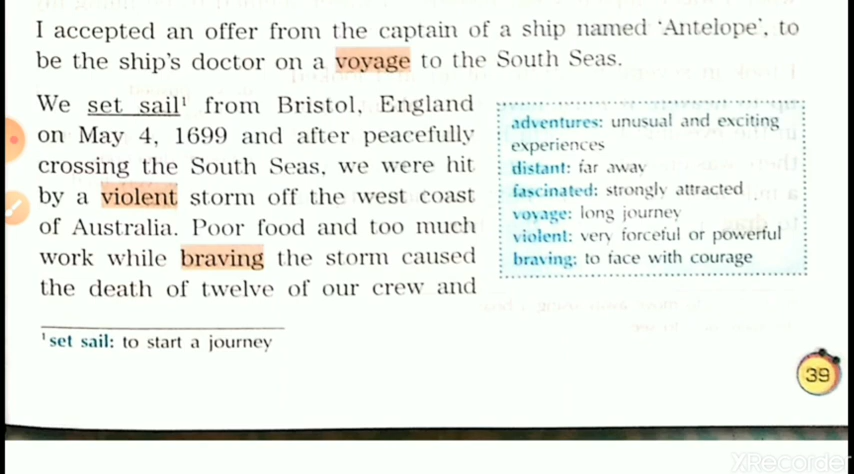 I accepted an offer from the captain of a ship named 'Antelope', to
be the ship's doctor on a voyage to the South Seas.
We set sail¹ from Bristol, England
on May 4, 1699 and after peacefully
crossing the South Seas, we were hit
by a violent storm off the west coast
of Australia. Poor food and too much
work while braving the storm caused
the death of twelve of our crew and
adventures: unusual and exciting
experiences
distant: far away
fascinated: strongly attracted
voyage: long journey
violent: very forceful or powerful
braving: to face with courage
¹set sail: to start a journey
39
XRecorder